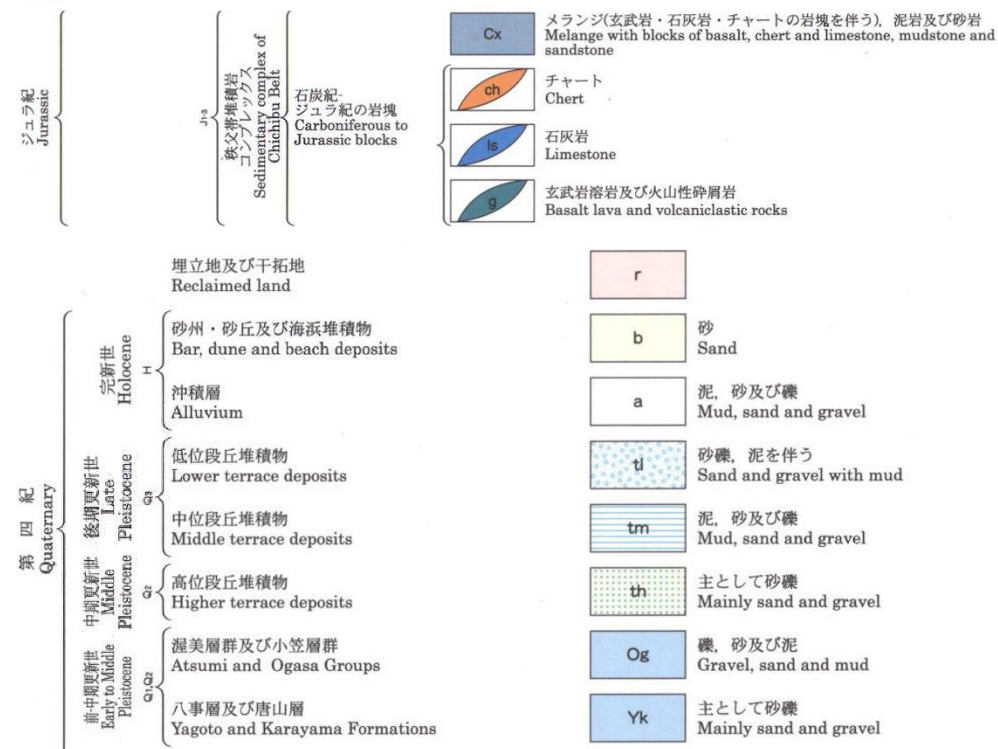 ジュラ紀
Jurassic
J1-3
秩父帯堆積岩
コンプレックス
Sedimentary complex of
Chichibu Belt
石炭紀-
ジュラ紀の岩塊
Carboniferous to
Jurassic blocks
Cx
メランジ(玄武岩・石灰岩・チャートの岩塊を伴う), 泥岩及び砂岩
Melange with blocks of basalt, chert and limestone, mudstone and
sandstone
ch
チャート
Chert
ls
石灰岩
Limestone
g
玄武岩溶岩及び火山性砕屑岩
Basalt lava and volcaniclastic rocks
埋立地及び干拓地
Reclaimed land
r
第四紀
Quaternary
完新世
Holocene
H
砂州・砂丘及び海浜堆積物
Bar, dune and beach deposits
b
砂
Sand
沖積層
Alluvium
a
泥, 砂及び礫
Mud, sand and gravel
後期更新世
Late
Pleistocene
Q3
低位段丘堆積物
Lower terrace deposits
tl
砂礫, 泥を伴う
Sand and gravel with mud
中位段丘堆積物
Middle terrace deposits
tm
泥, 砂及び礫
Mud, sand and gravel
中期更新世
Middle
Pleistocene
Q2
高位段丘堆積物
Higher terrace deposits
th
主として砂礫
Mainly sand and gravel
前-中期更新世
Early to Middle
Pleistocene
Q1,Q2
渥美層群及び小笠層群
Atsumi and Ogasa Groups
Og
礫, 砂及び泥
Gravel, sand and mud
八事層及び唐山層
Yagoto and Karayama Formations
Yk
主として砂礫
Mainly sand and gravel